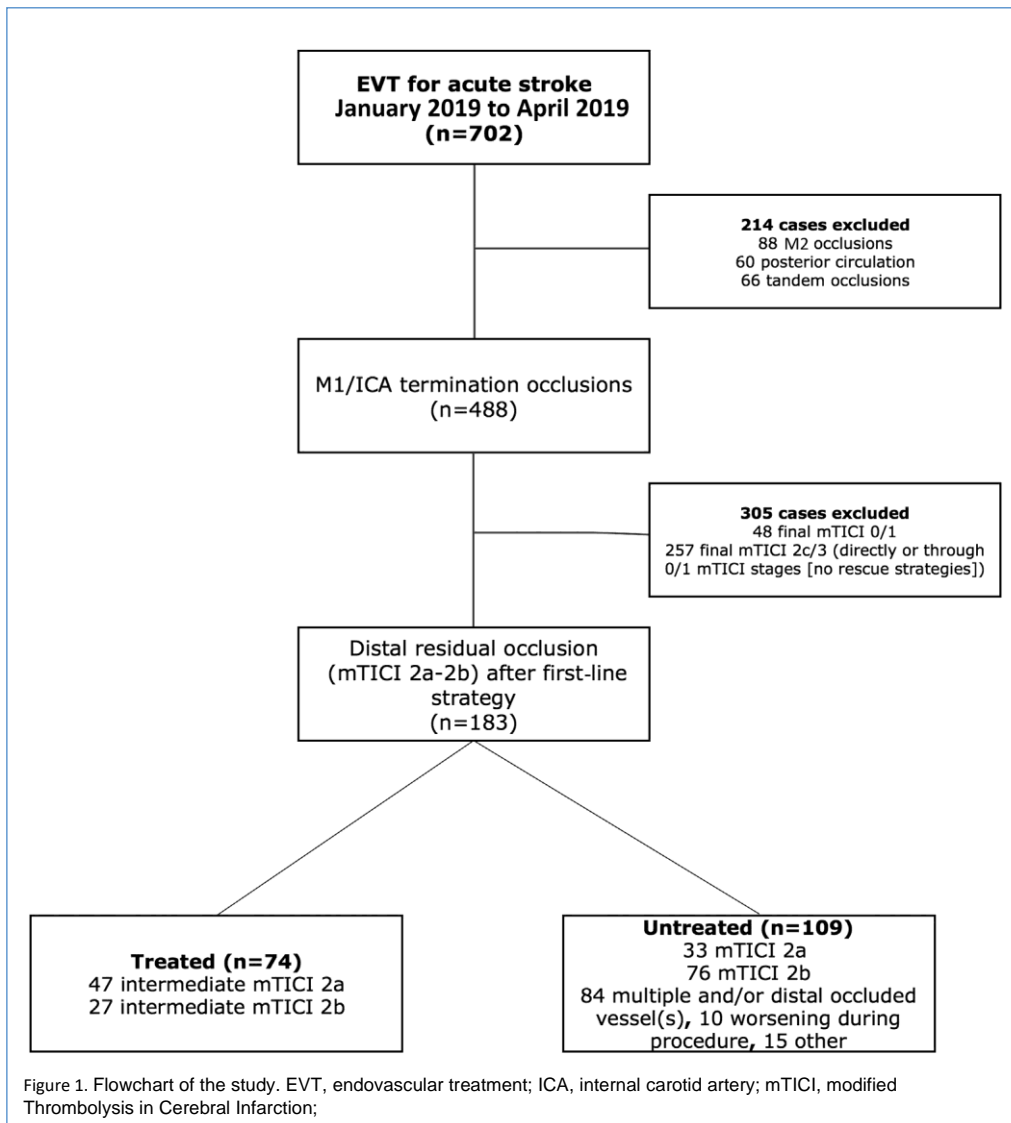 EVT for acute stroke
January 2019 to April 2019
(n=702)
214 cases excluded
88 M2 occlusions
60 posterior circulation
66 tandem occlusions
M1/ICA termination occlusions
(n=488)
305 cases excluded
48 final mTICI 0/1
257 final mTICI 2c/3 (directly or through
0/1 mTICI stages [no rescue strategies])
Distal residual occlusion
(mTICI 2a-2b) after first-line
strategy
(n=183)
Treated (n=74)
47 intermediate mTICI 2a
27 intermediate mTICI 2b
Untreated (n=109)
33 mTICI 2a
76 mTICI 2b
84 multiple and/or distal occluded
vessel(s), 10 worsening during
procedure, 15 other
Figure 1. Flowchart of the study. EVT, endovascular treatment; ICA, internal carotid artery; mTICI, modified
Thrombolysis in Cerebral Infarction;